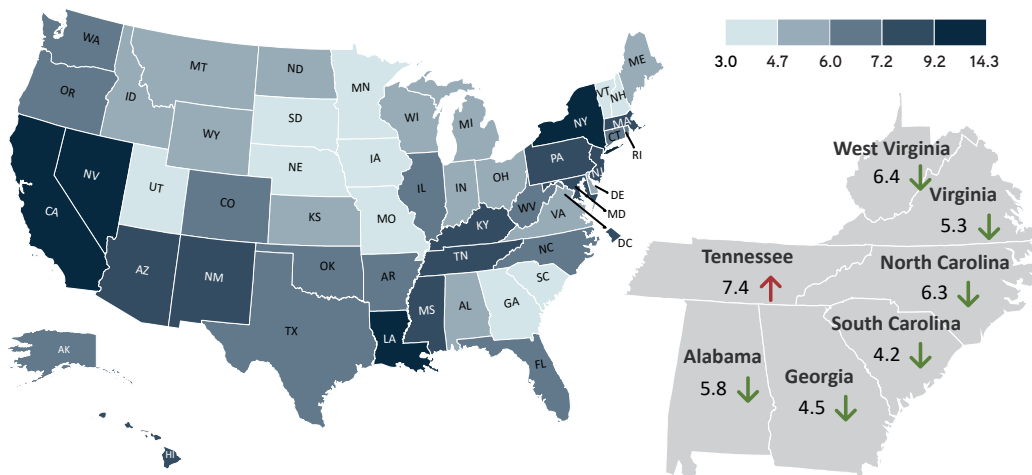 WA
OR
CA
NV
ID
MT
WY
UT
AZ
CO
NM
ND
SD
NE
KS
OK
TX
MN
IA
MO
AR
LA
WI
IL
MS
MI
IN
OH
KY
TN
AL
GA
FL
SC
NC
VA
WV
PA
NY
VT
NH
ME
MA
CT
RI
NJ
DE
MD
DC
AK
HI
3.0 4.7 6.0 7.2 9.2 14.3
West Virginia
6.4
Virginia
5.3
Tennessee
7.4
North Carolina
6.3
South Carolina
4.2
Alabama
5.8
Georgia
4.5